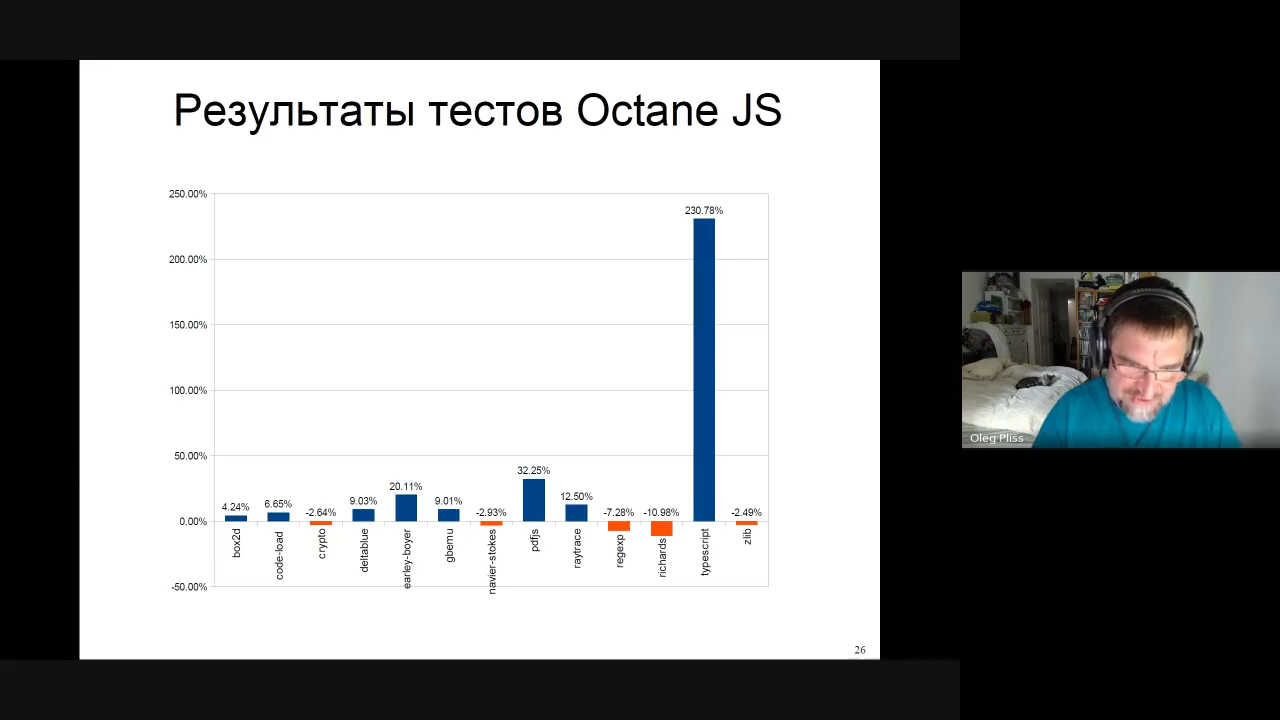 Результаты тестов Octane JS
250.00%
200.00%
150.00%
100.00%
50.00%
0.00%
-50.00%
4.24%
6.65%
-2.64%
9.03%
20.11%
9.01%
-2.93%
32.25%
12.50%
-7.28%
-10.98%
230.78%
-2.49%
box2d
code-load
crypto
deltablue
earley-boyer
gbemu
navier-stokes
pdfjs
raytrace
regexp
richards
typescript
zlib
26
Oleg Pliss